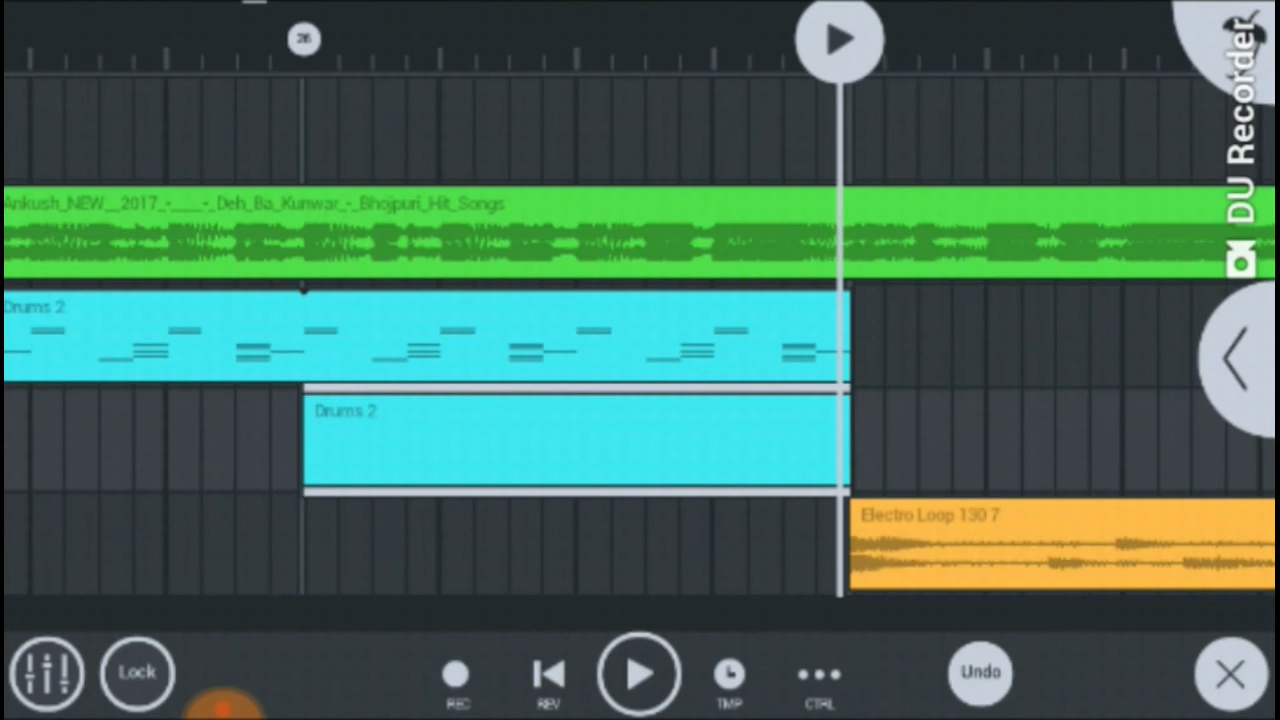 26
DU Recorder
Ankush_NEW__2017_-___-_Deh_Ba_Kunwar_-_Bhojpuri_Hit_Songs
Drums 2
Drums 2
Electro Loop 130 7
Lock
REC
REV
TMP
CTRL
Undo